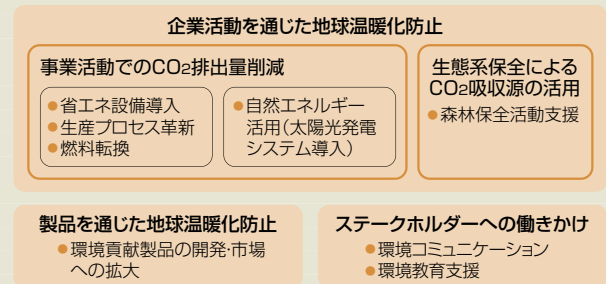 企業活動を通じた地球温暖化防止
事業活動でのCO2排出量削減
●省エネ設備導入
●生産プロセス革新
●燃料転換
●自然エネルギー
活用(太陽光発電
システム導入)
生態系保全による
CO2吸収源の活用
●森林保全活動支援
製品を通じた地球温暖化防止
●環境貢献製品の開発・市場
への拡大
ステークホルダーへの働きかけ
●環境コミュニケーション
●環境教育支援